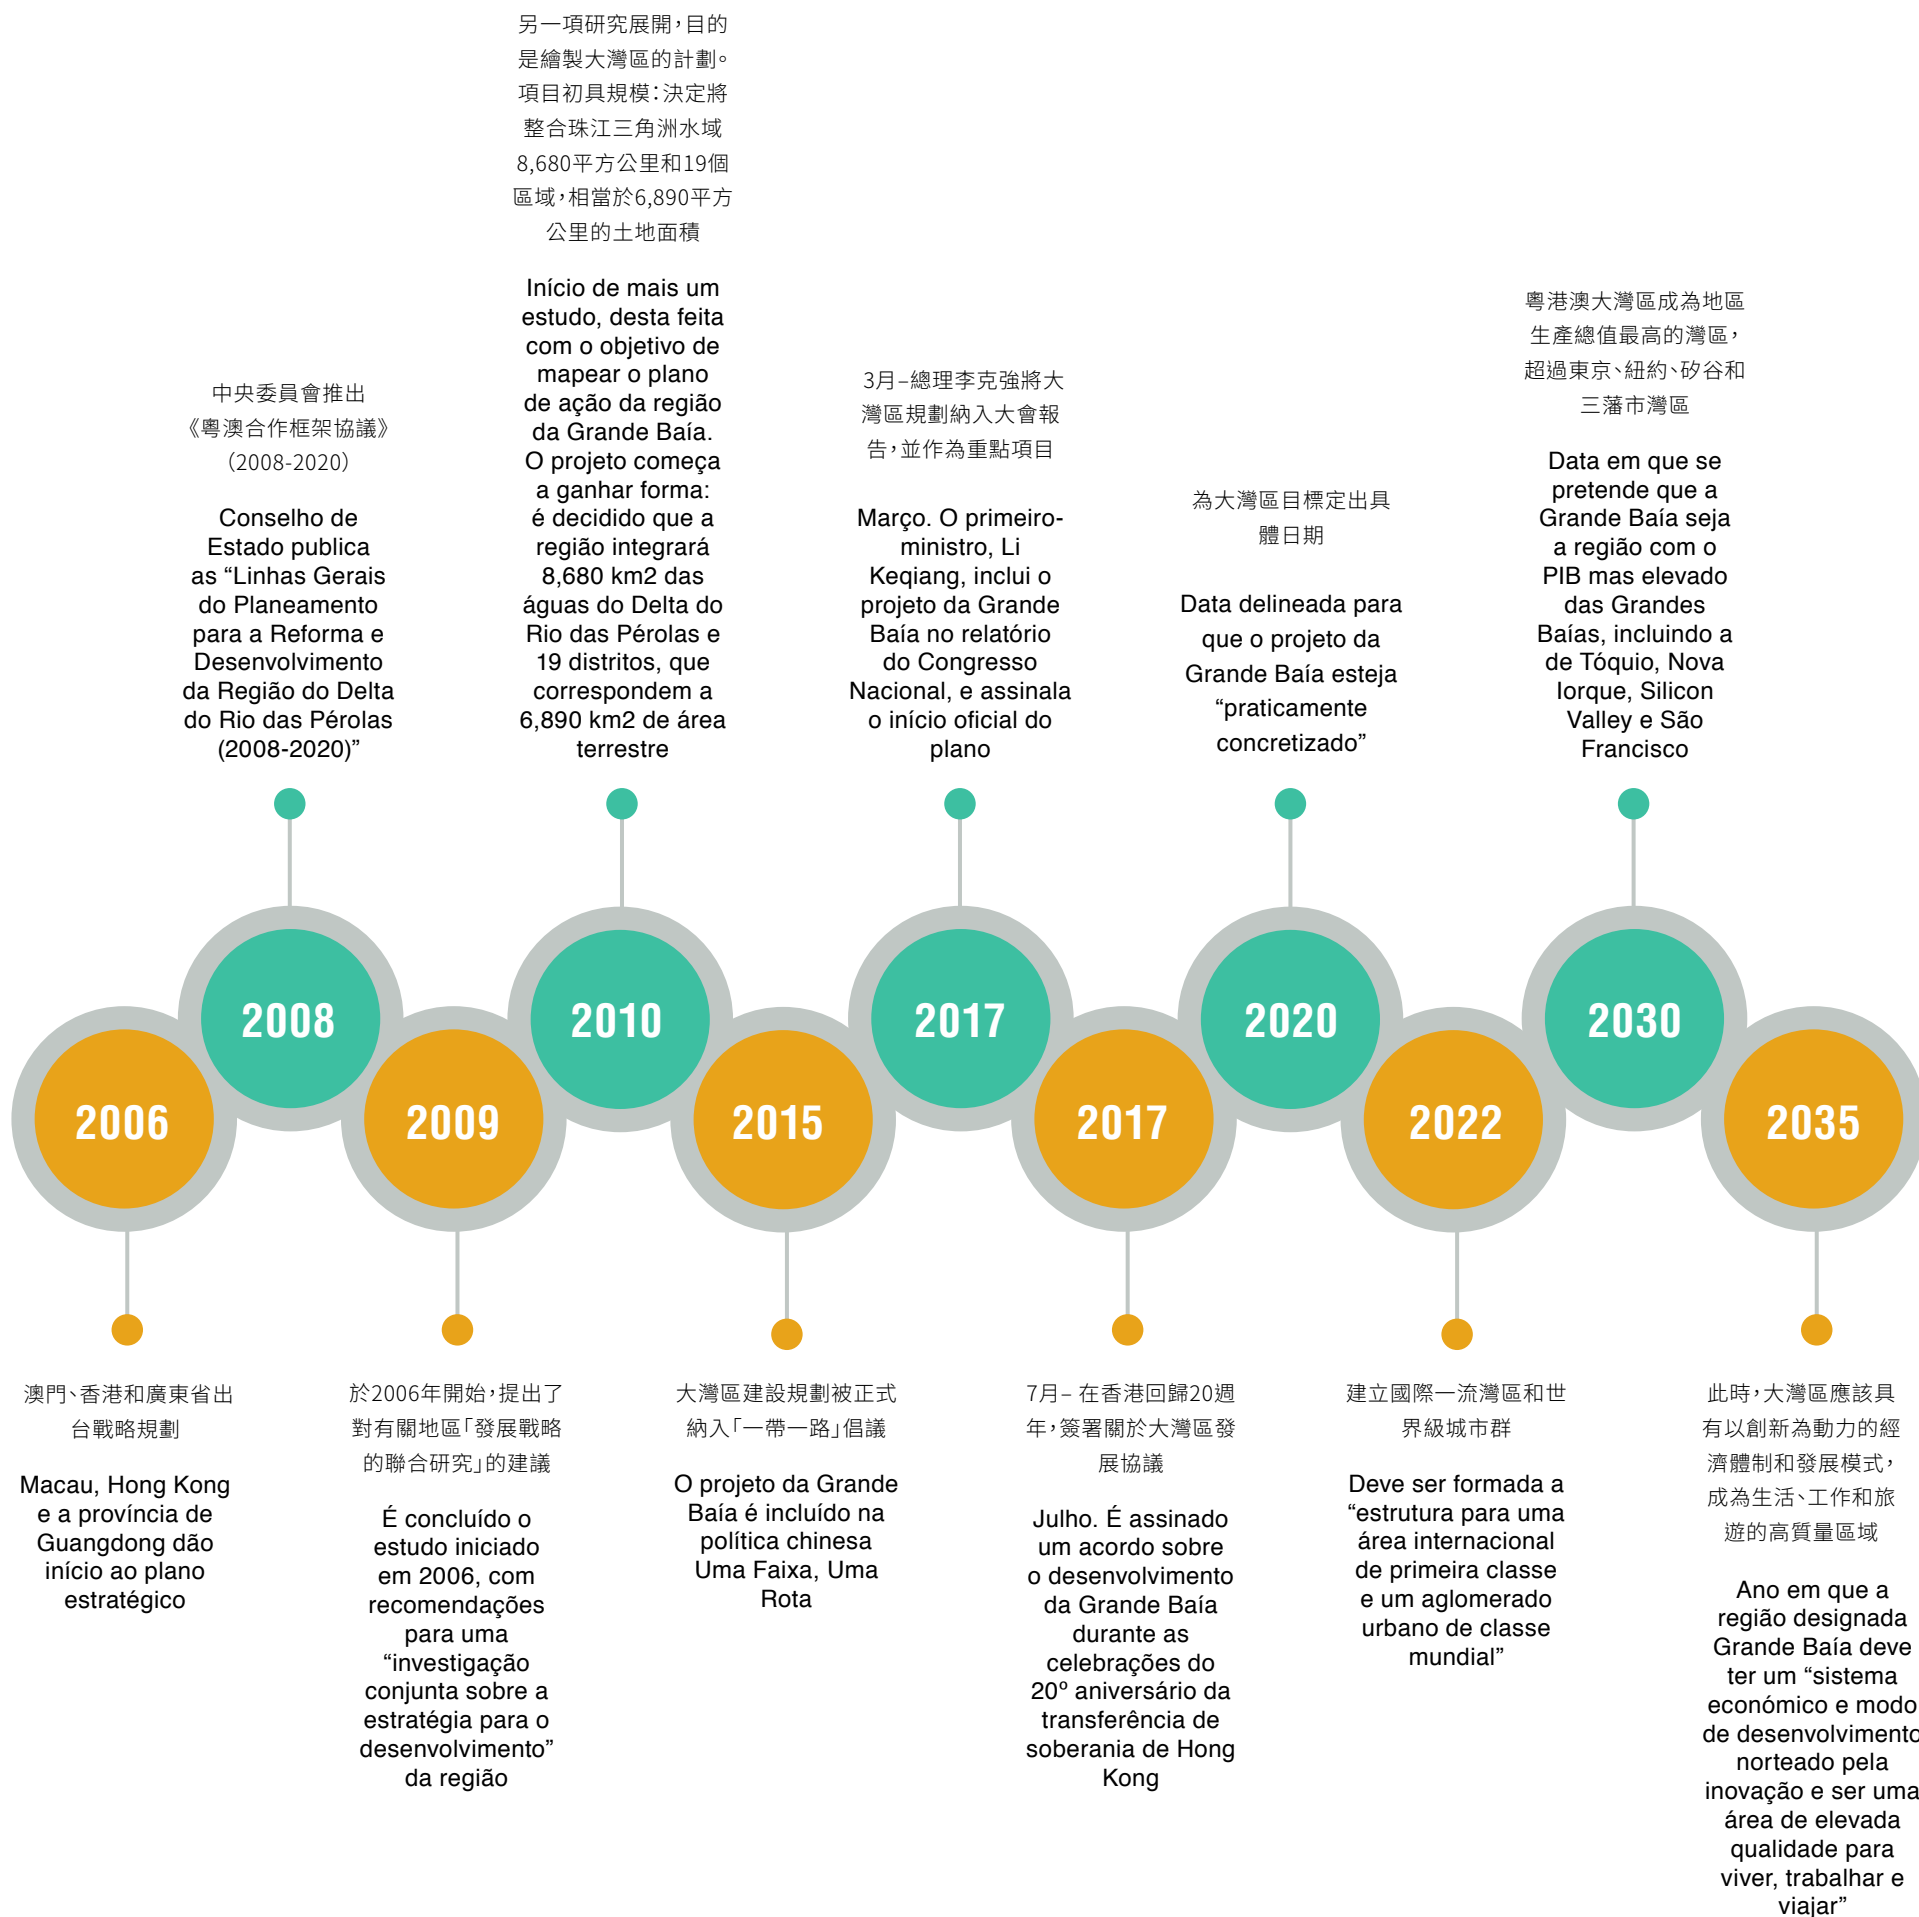 中央委員會推出
《粵澳合作框架協議》
(2008-2020)
Conselho de
Estado publica
as “Linhas Gerais
do Planeamento
para a Reforma e
Desenvolvimento
da Região do Delta
do Rio das Pérolas
(2008-2020)”
另一項研究展開，目的
是繪製大灣區的計劃。
項目初具規模：決定將
整合珠江三角洲水域
8,680平方公里和19個
區域，相當於6,890平方
公里的土地面積
Início de mais um
estudo, desta feita
com o objetivo de
mapear o plano
de ação da região
da Grande Baía.
O projeto começa
a ganhar forma:
é decidido que a
região integrará
8,680 km2 das
águas do Delta do
Rio das Pérolas e
19 distritos, que
correspondem a
6,890 km2 de área
terrestre
3月–總理李克強將大
灣區規劃納入大會報
告，並作為重點項目
Março. O primeiro-
ministro, Li
Keqiang, inclui o
projeto da Grande
Baía no relatório
do Congresso
Nacional, e assinala
o início oficial do
plano
為大灣區目標定出具
體日期
Data delineada para
que o projeto da
Grande Baía esteja
“praticamente
concretizado”
粵港澳大灣區成為地區
生產總值最高的灣區，
超過東京、紐約、矽谷和
三藩市灣區
Data em que se
pretende que a
Grande Baía seja
a região com o
PIB mas elevado
das Grandes
Baías, incluindo a
de Tóquio, Nova
Iorque, Silicon
Valley e São
Francisco
2006
2008
2009
2010
2015
2017
2017
2020
2022
2030
2035
澳門、香港和廣東省出
台戰略規劃
Macau, Hong Kong
e a província de
Guangdong dão
início ao plano
estratégico
於2006年開始，提出了
對有關地區「發展戰略
的聯合研究」的建議
É concluído o
estudo iniciado
em 2006, com
recomendações
para uma
“investigação
conjunta sobre a
estratégia para o
desenvolvimento”
da região
大灣區建設規劃被正式
納入「一帶一路」倡議
O projeto da Grande
Baía é incluído na
política chinesa
Uma Faixa, Uma
Rota
7月– 在香港回歸20週
年，簽署關於大灣區發
展協議
Julho. É assinado
um acordo sobre
o desenvolvimento
da Grande Baía
durante as
celebrações do
20º aniversário da
transferência de
soberania de Hong
Kong
建立國際一流灣區和世
界級城市群
Deve ser formada a
“estrutura para uma
área internacional
de primeira classe
e um aglomerado
urbano de classe
mundial”
此時，大灣區應該具
有以創新為動力的經
濟體制和發展模式，
成為生活、工作和旅
遊的高質量區域
Ano em que a
região designada
Grande Baía deve
ter um “sistema
económico e modo
de desenvolvimento
norteado pela
inovação e ser uma
área de elevada
qualidade para
viver, trabalhar e
viajar”